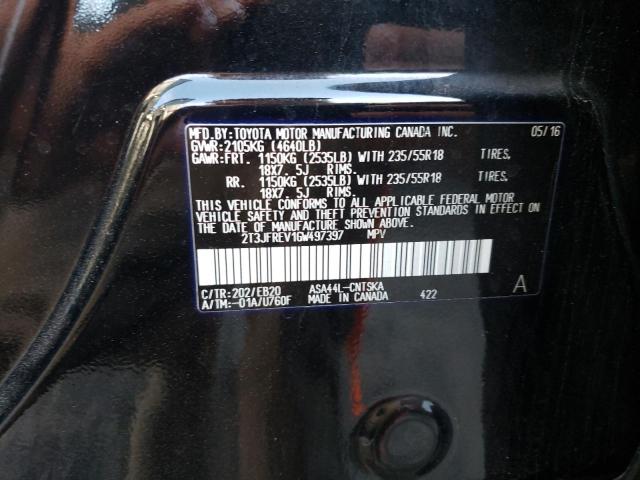 MFD.BY:TOYOTA MOTOR MANUFACTURING CANADA INC. 05/16
GVWR:2105KG (4640LB)
GAWR:FRT. 1150KG (2535LB) WITH 235/55R18 TIRES.
18X7. 5J RIMS.
RR. 1150KG (2535LB) WITH 235/55R18 TIRES.
18X7. 5J RIMS.
THIS VEHICLE CONFORMS TO ALL APPLICABLE FEDERAL MOTOR
VEHICLE SAFETY AND THEFT PREVENTION STANDARDS IN EFFECT ON
THE DATE OF MANUFACTURE SHOWN ABOVE.
2T3JFREV1GW497397 MPV
C/TR:202/EB20 ASA44L-CNTSKA A
A/TM:-01A/U760F MADE IN CANADA 422